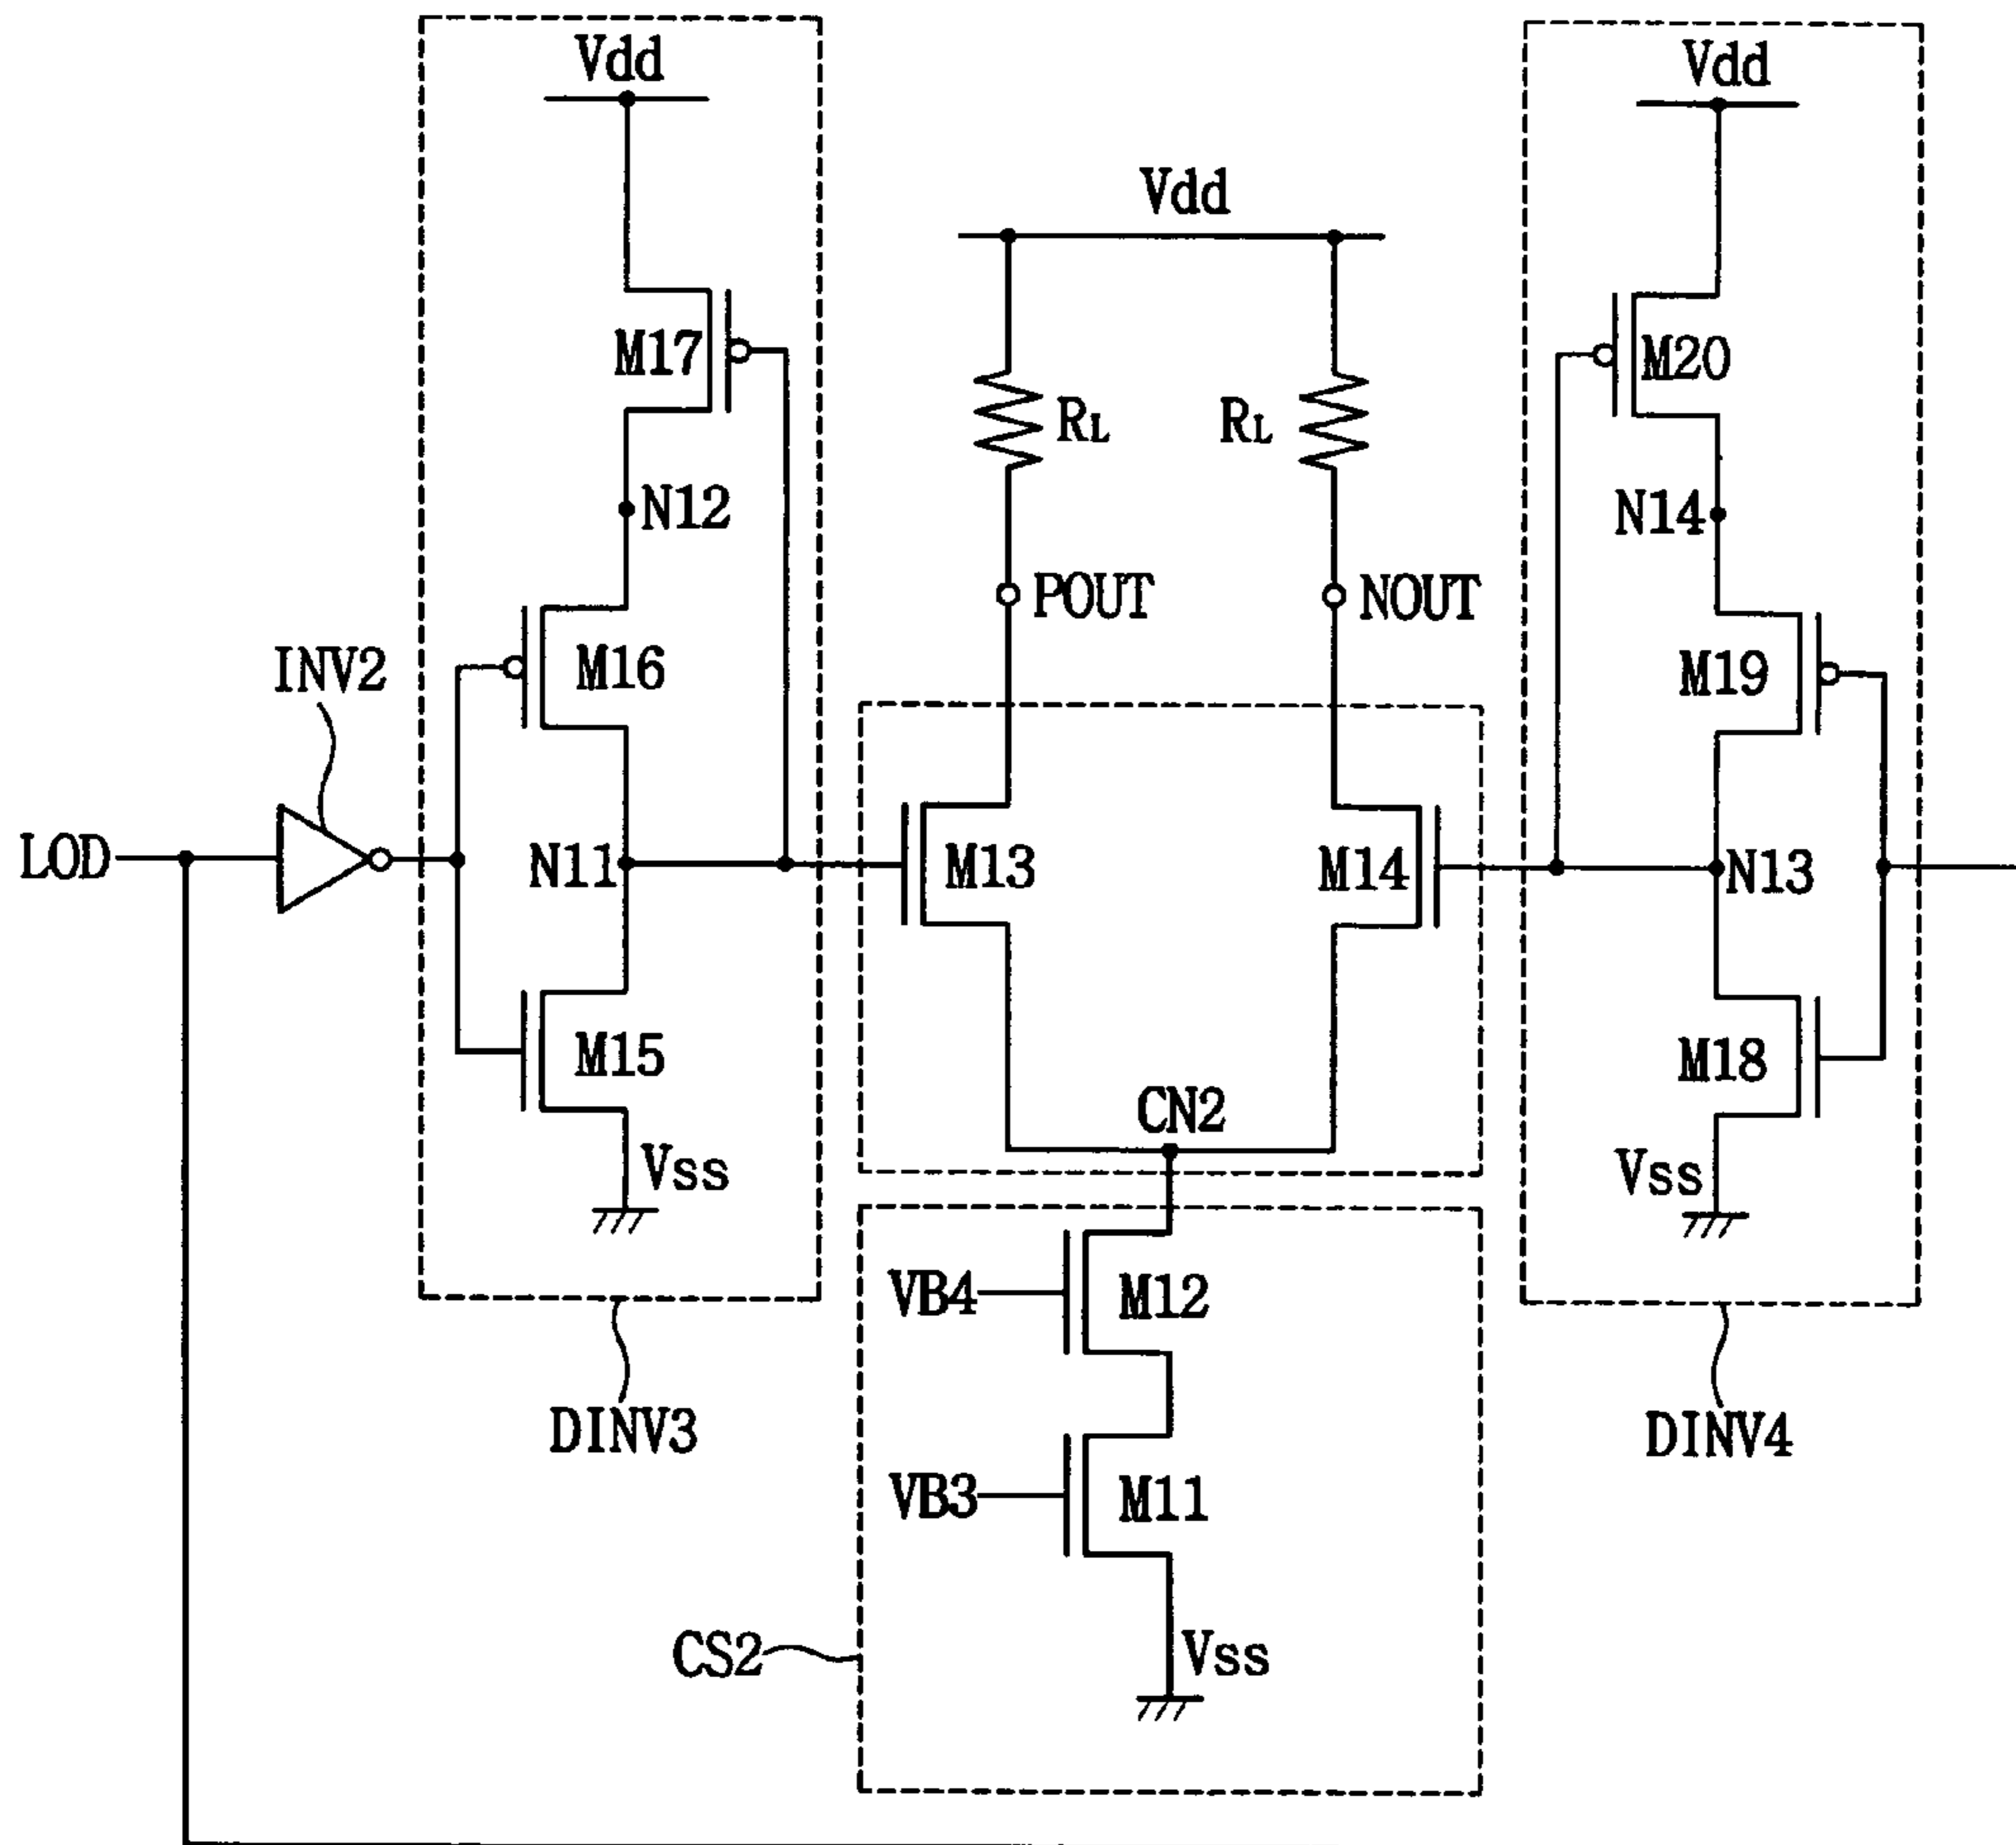 Vdd
Vdd
Vdd
M17
M20
RL
RL
N12
N14
POUT
NOUT
INV2
M16
M19
LOD
N11
M13
M14
N13
M15
M18
CN2
Vss
Vss
VB4
M12
DINV3
DINV4
VB3
M11
CS2
Vss